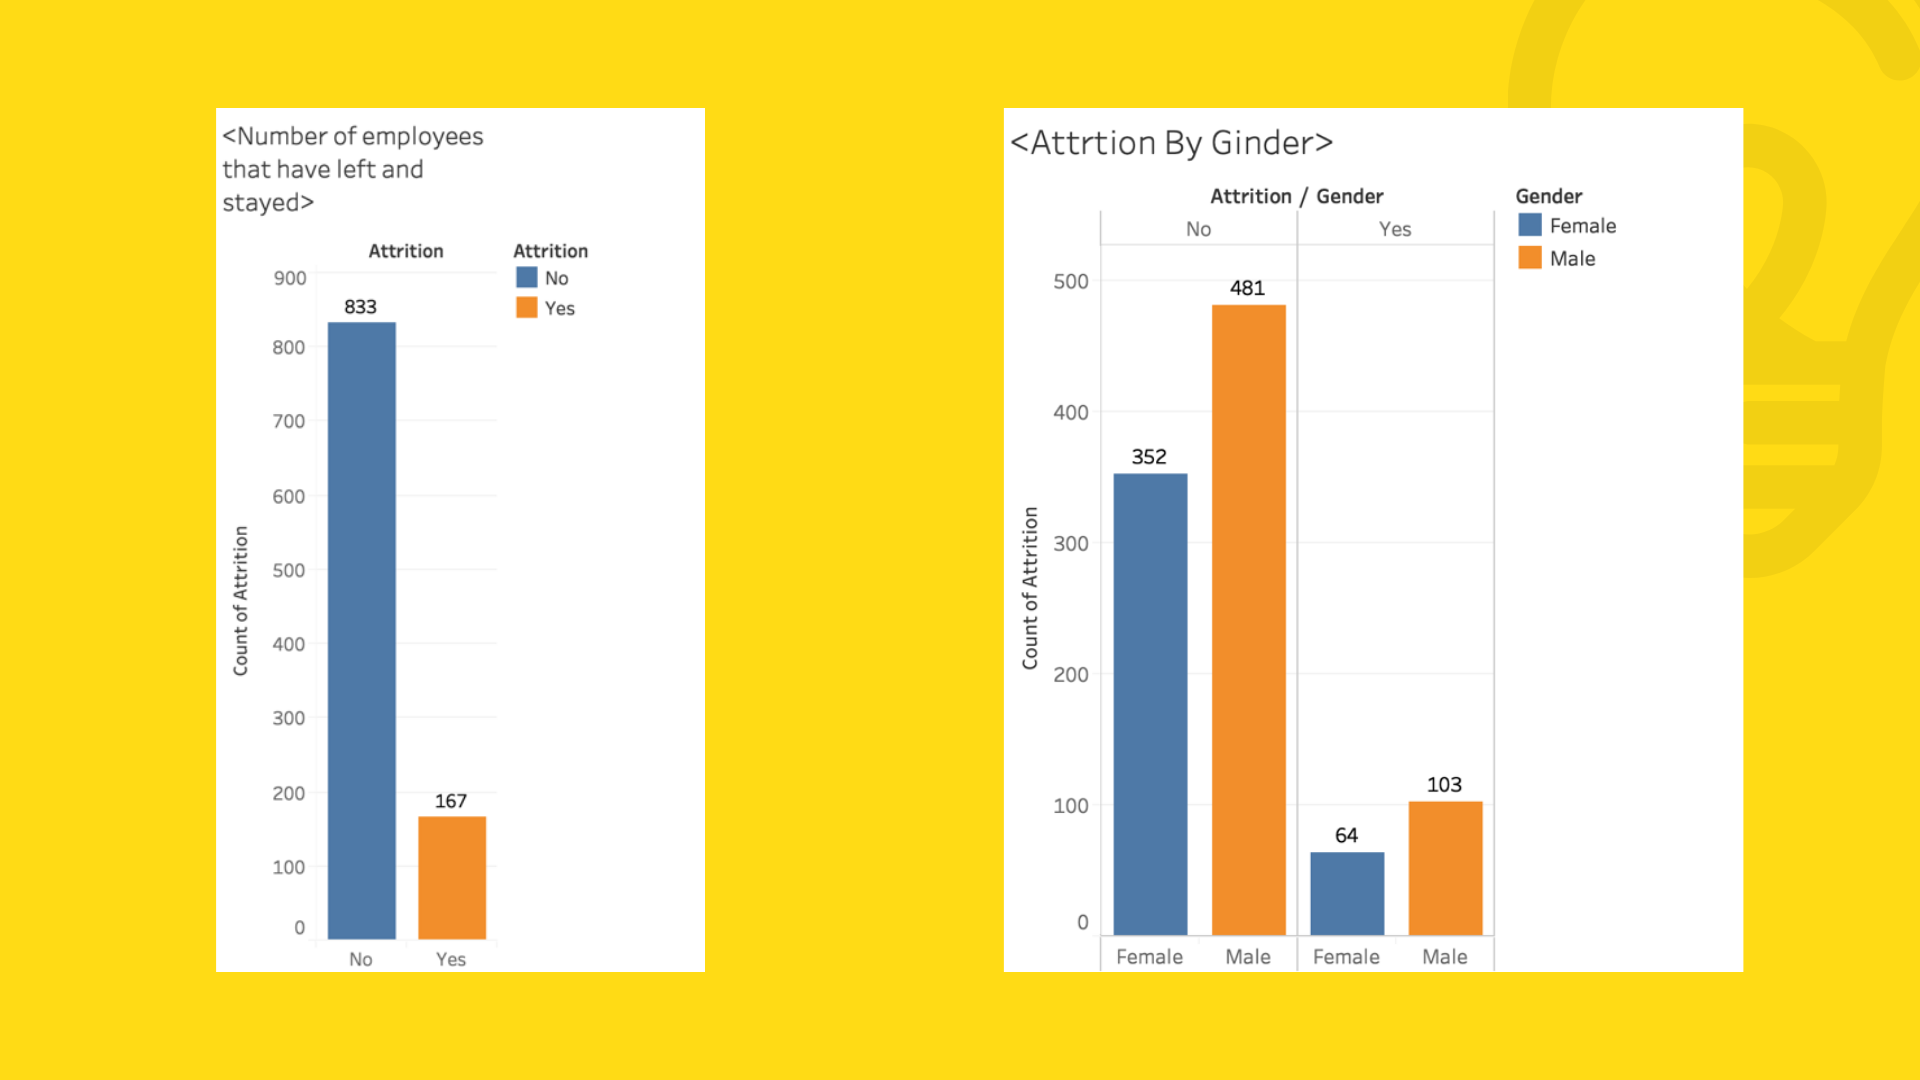 <Number of employees
that have left and
stayed>
Attrition
Attrition
No
Yes
900
833
800
700
600
500
400
300
200
167
100
0
Count of Attrition
No
Yes
<Attrtion By Ginder>
Attrition / Gender
Gender
No
Yes
Female
Male
500
481
400
352
300
200
100
103
64
0
Count of Attrition
Female
Male
Female
Male